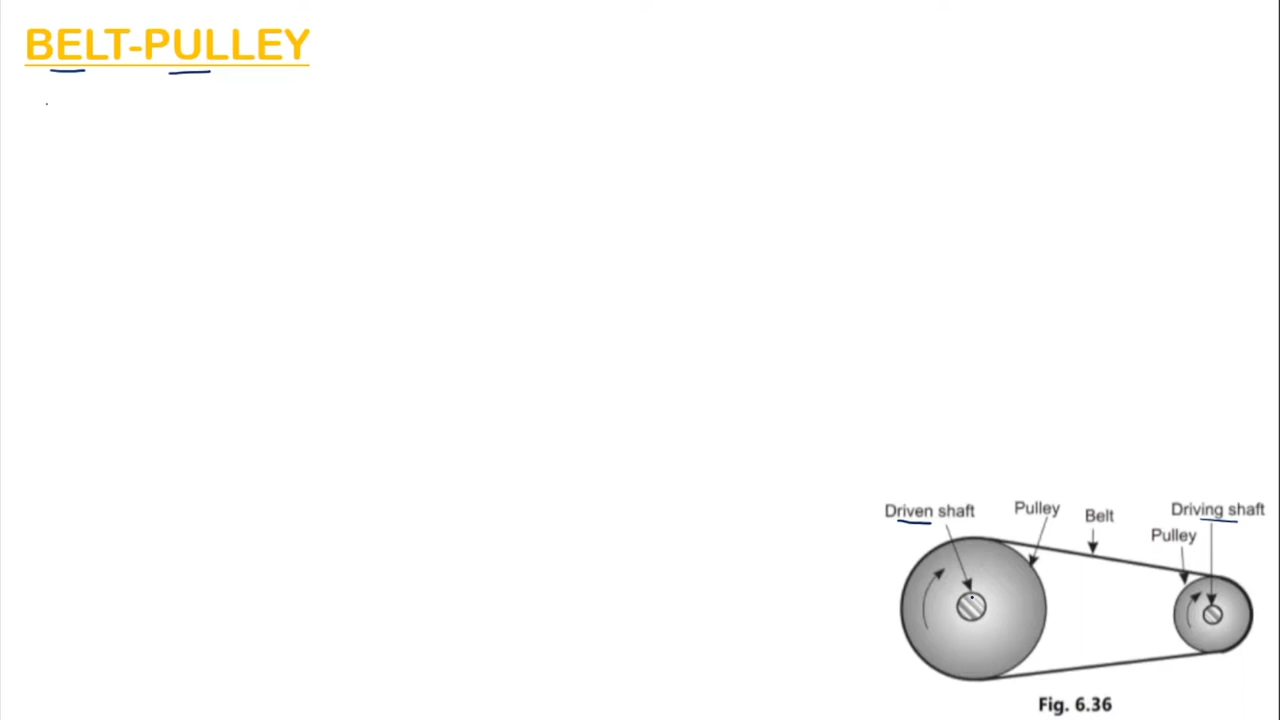 BELT-PULLEY
Driven shaft
Pulley
Belt
Driving shaft
Pulley
Fig. 6.36